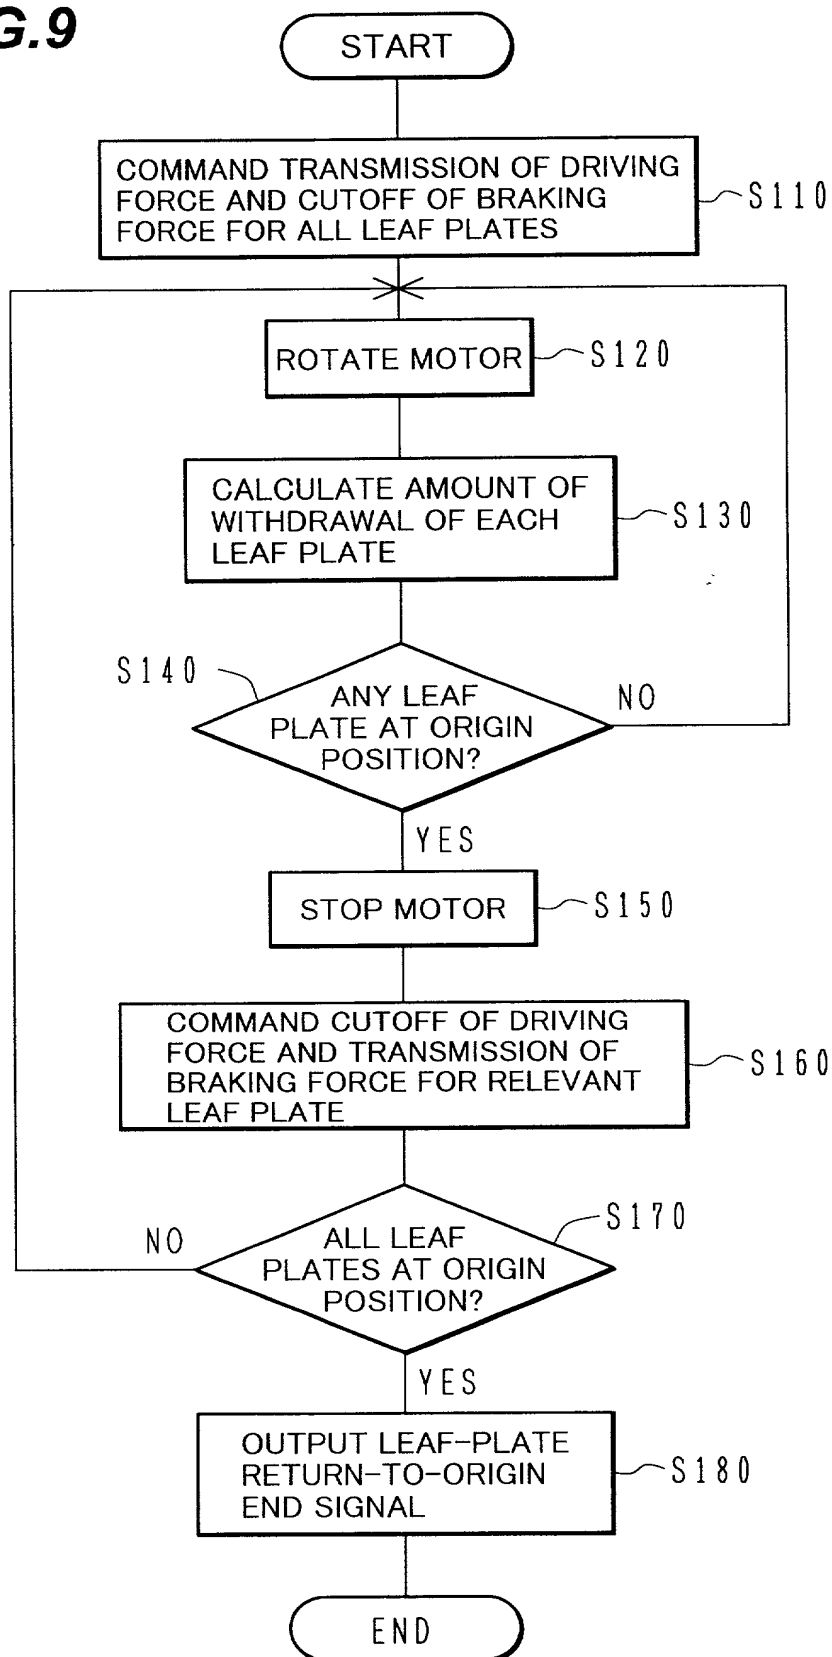 G.9
START
COMMAND TRANSMISSION OF DRIVING
FORCE AND CUTOFF OF BRAKING
FORCE FOR ALL LEAF PLATES
S110
ROTATE MOTOR
S120
CALCULATE AMOUNT OF
WITHDRAWAL OF EACH
LEAF PLATE
S130
S140
ANY LEAF
PLATE AT ORIGIN
POSITION?
NO
YES
STOP MOTOR
S150
COMMAND CUTOFF OF DRIVING
FORCE AND TRANSMISSION OF
BRAKING FORCE FOR RELEVANT
LEAF PLATE
S160
S170
NO
ALL LEAF
PLATES AT ORIGIN
POSITION?
YES
OUTPUT LEAF-PLATE
RETURN-TO-ORIGIN
END SIGNAL
S180
END